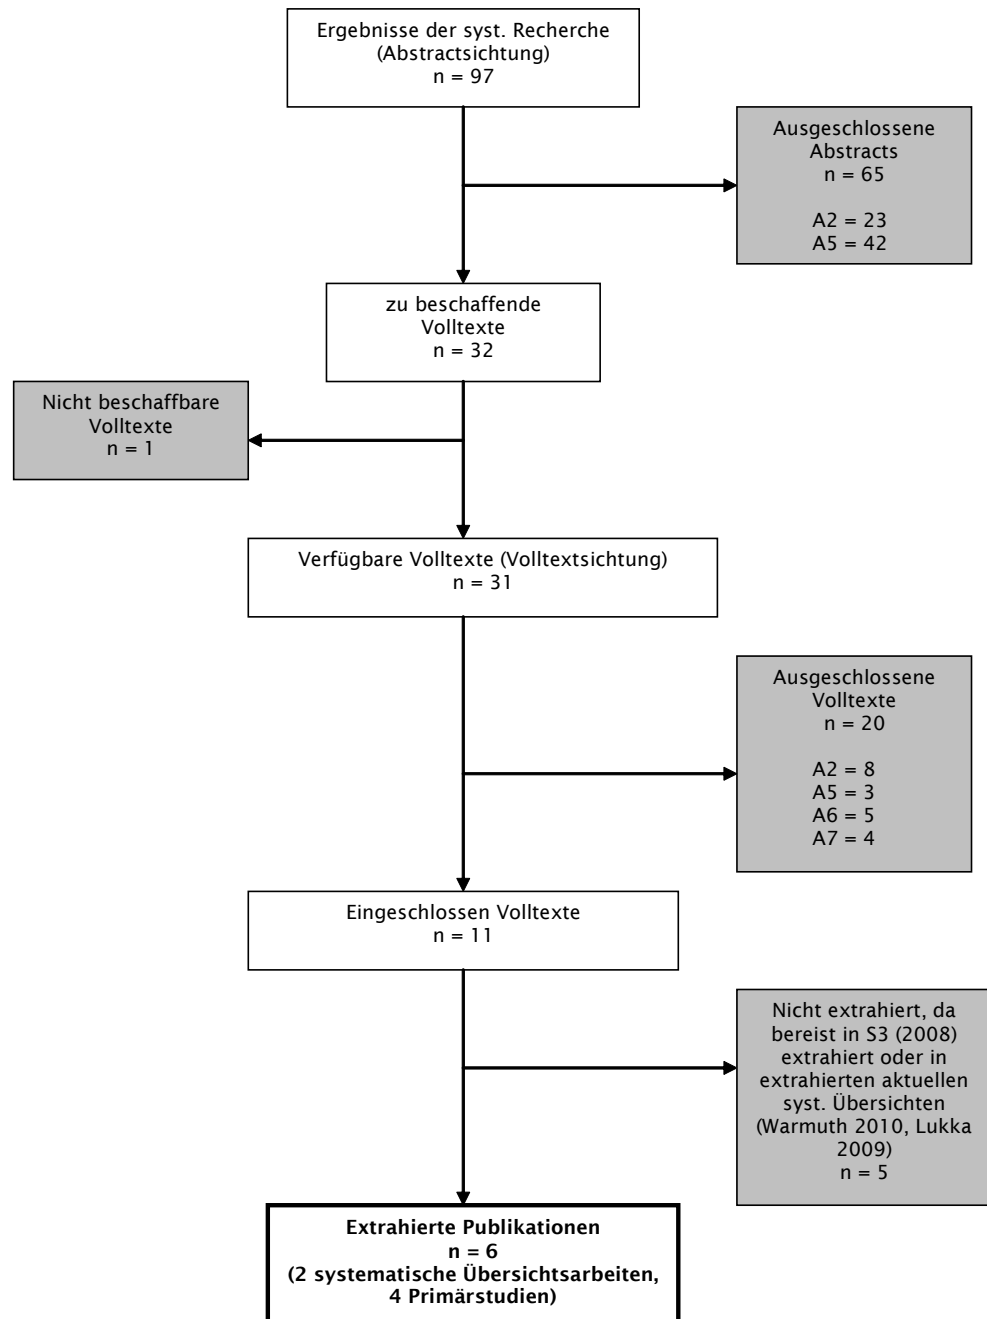 Ergebnisse der syst. Recherche
(Abstractsichtung)
n = 97
Ausgeschlossene
Abstracts
n = 65
A2 = 23
A5 = 42
zu beschaffende
Volltexte
n = 32
Nicht beschaffbare
Volltexte
n = 1
Verfügbare Volltexte (Volltextsichtung)
n = 31
Ausgeschlossene
Volltexte
n = 20
A2 = 8
A5 = 3
A6 = 5
A7 = 4
Eingeschlossen Volltexte
n = 11
Nicht extrahiert, da
bereist in S3 (2008)
extrahiert oder in
extrahierten aktuellen
syst. Übersichten
(Warmuth 2010, Lukka
2009)
n = 5
Extrahierte Publikationen
n = 6
(2 systematische Übersichtsarbeiten,
4 Primärstudien)